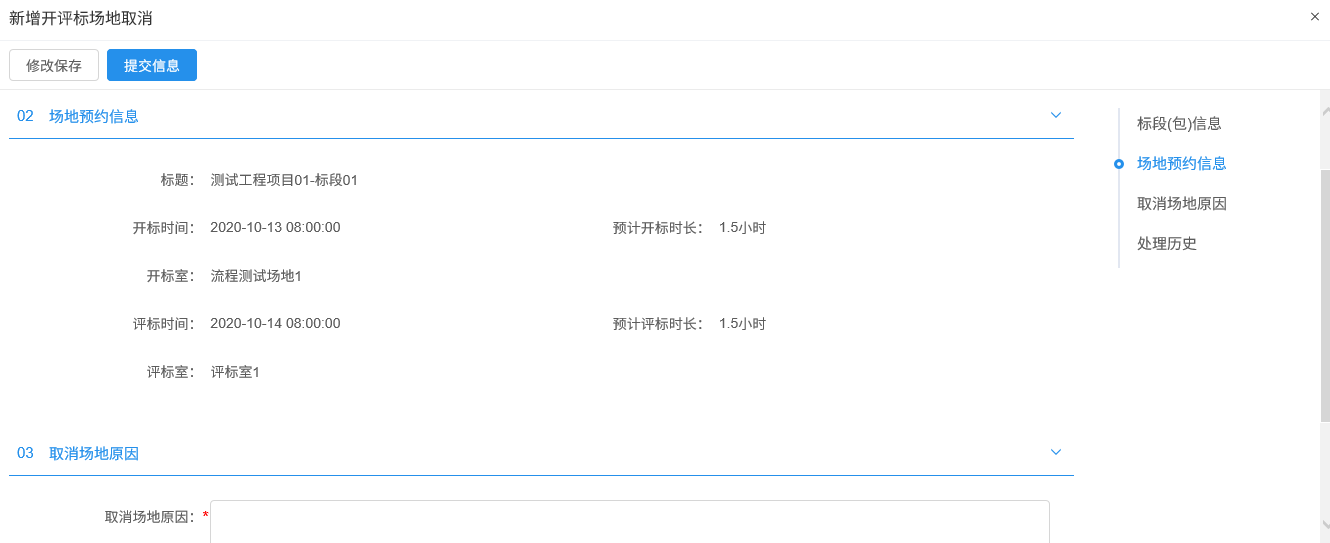 新增开评标场地取消
×
修改保存 提交信息
02 场地预约信息
标题： 测试工程项目01-标段01
开标时间： 2020-10-13 08:00:00 预计开标时长： 1.5小时
开标室： 流程测试场地1
评标时间： 2020-10-14 08:00:00 预计评标时长： 1.5小时
评标室： 评标室1
03 取消场地原因
取消场地原因：*
标段(包)信息
场地预约信息
取消场地原因
处理历史